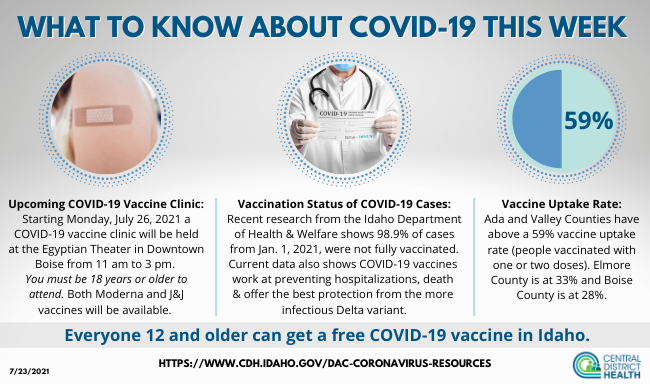 WHAT TO KNOW ABOUT COVID-19 THIS WEEK
COVID-19
59%
Upcoming COVID-19 Vaccine Clinic:
Starting Monday, July 26, 2021 a
COVID-19 vaccine clinic will be held
at the Egyptian Theater in Downtown
Boise from 11 am to 3 pm.
You must be 18 years or older to
attend. Both Moderna and J&J
vaccines will be available.
Vaccination Status of COVID-19 Cases:
Recent research from the Idaho Department
of Health & Welfare shows 98.9% of cases
from Jan. 1, 2021, were not fully vaccinated.
Current data also shows COVID-19 vaccines
work at preventing hospitalizations, death
& offer the best protection from the more
infectious Delta variant.
Vaccine Uptake Rate:
Ada and Valley Counties have
above a 59% vaccine uptake
rate (people vaccinated with
one or two doses). Elmore
County is at 33% and Boise
County is at 28%.
Everyone 12 and older can get a free COVID-19 vaccine in Idaho.
7/23/2021
HTTPS://WWW.CDH.IDAHO.GOV/DAC-CORONAVIRUS-RESOURCES
CENTRAL
DISTRICT
HEALTH